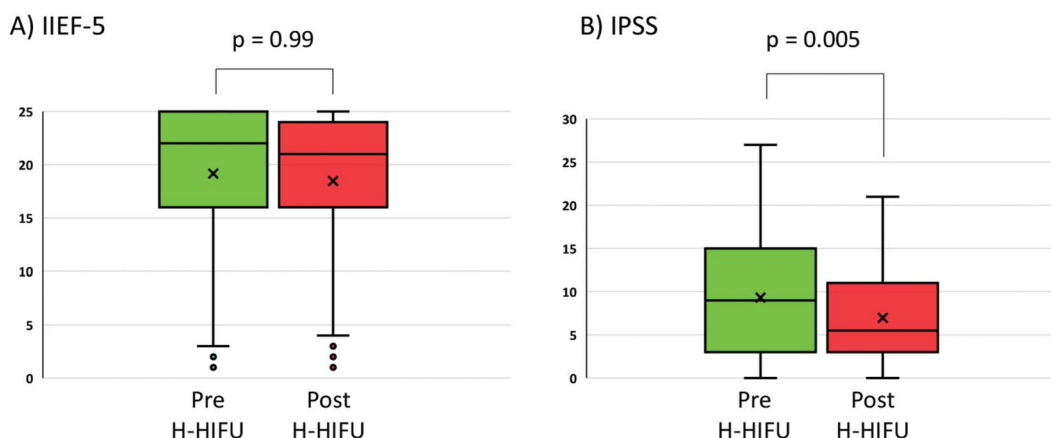 A) IIEF-5
p = 0.99
25
20
15
10
5
0
Pre
H-HIFU
Post
H-HIFU
B) IPSS
p = 0.005
30
25
20
15
10
5
0
Pre
H-HIFU
Post
H-HIFU